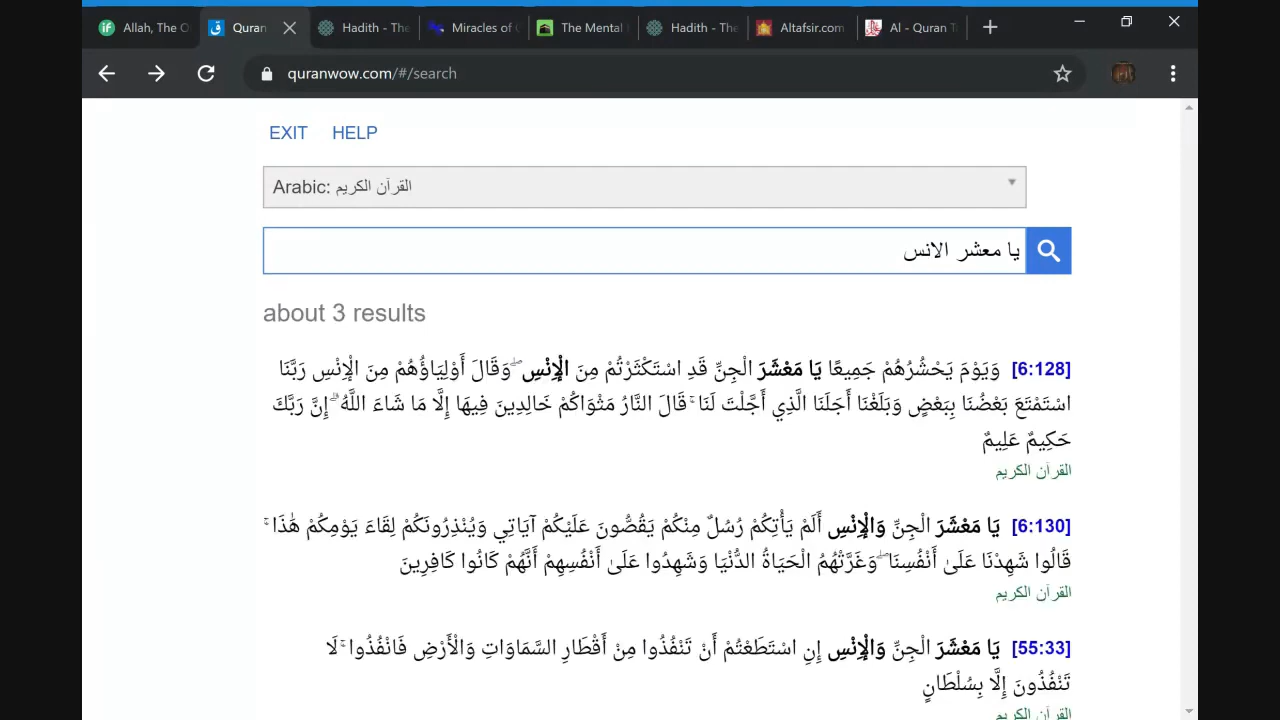 Allah, The O
Quran
Hadith - The
Miracles of
The Mental
Hadith - The
Altafsir.com
Al - Quran T
quranwow.com/#/search
EXIT HELP
Arabic: القرآن الكريم
يا معشر الانس
about 3 results
[6:128] وَيَوْمَ يَحْشُرُهُمْ جَمِيعًا يَا مَعْشَرَ الْجِنِّ قَدِ اسْتَكْثَرْتُمْ مِنَ الْإِنْسِ ۖ وَقَالَ أَوْلِيَاؤُهُمْ مِنَ الْإِنْسِ رَبَّنَا
اسْتَمْتَعَ بَعْضُنَا بِبَعْضٍ وَبَلَغْنَا أَجَلَنَا الَّذِي أَجَّلْتَ لَنَا ۚ قَالَ النَّارُ مَثْوَاكُمْ خَالِدِينَ فِيهَا إِلَّا مَا شَاءَ اللَّهُ ۗ إِنَّ رَبَّكَ
حَكِيمٌ عَلِيمٌ
القرآن الكريم
[6:130] يَا مَعْشَرَ الْجِنِّ وَالْإِنْسِ أَلَمْ يَأْتِكُمْ رُسُلٌ مِنْكُمْ يَقُصُّونَ عَلَيْكُمْ آيَاتِي وَيُنْذِرُونَكُمْ لِقَاءَ يَوْمِكُمْ هَٰذَا ۚ
قَالُوا شَهِدْنَا عَلَىٰ أَنْفُسِنَا ۖ وَغَرَّتْهُمُ الْحَيَاةُ الدُّنْيَا وَشَهِدُوا عَلَىٰ أَنْفُسِهِمْ أَنَّهُمْ كَانُوا كَافِرِينَ
القرآن الكريم
[55:33] يَا مَعْشَرَ الْجِنِّ وَالْإِنْسِ إِنِ اسْتَطَعْتُمْ أَنْ تَنْفُذُوا مِنْ أَقْطَارِ السَّمَاوَاتِ وَالْأَرْضِ فَانْفُذُوا ۚ لَا
تَنْفُذُونَ إِلَّا بِسُلْطَانٍ
القرآن الكريم